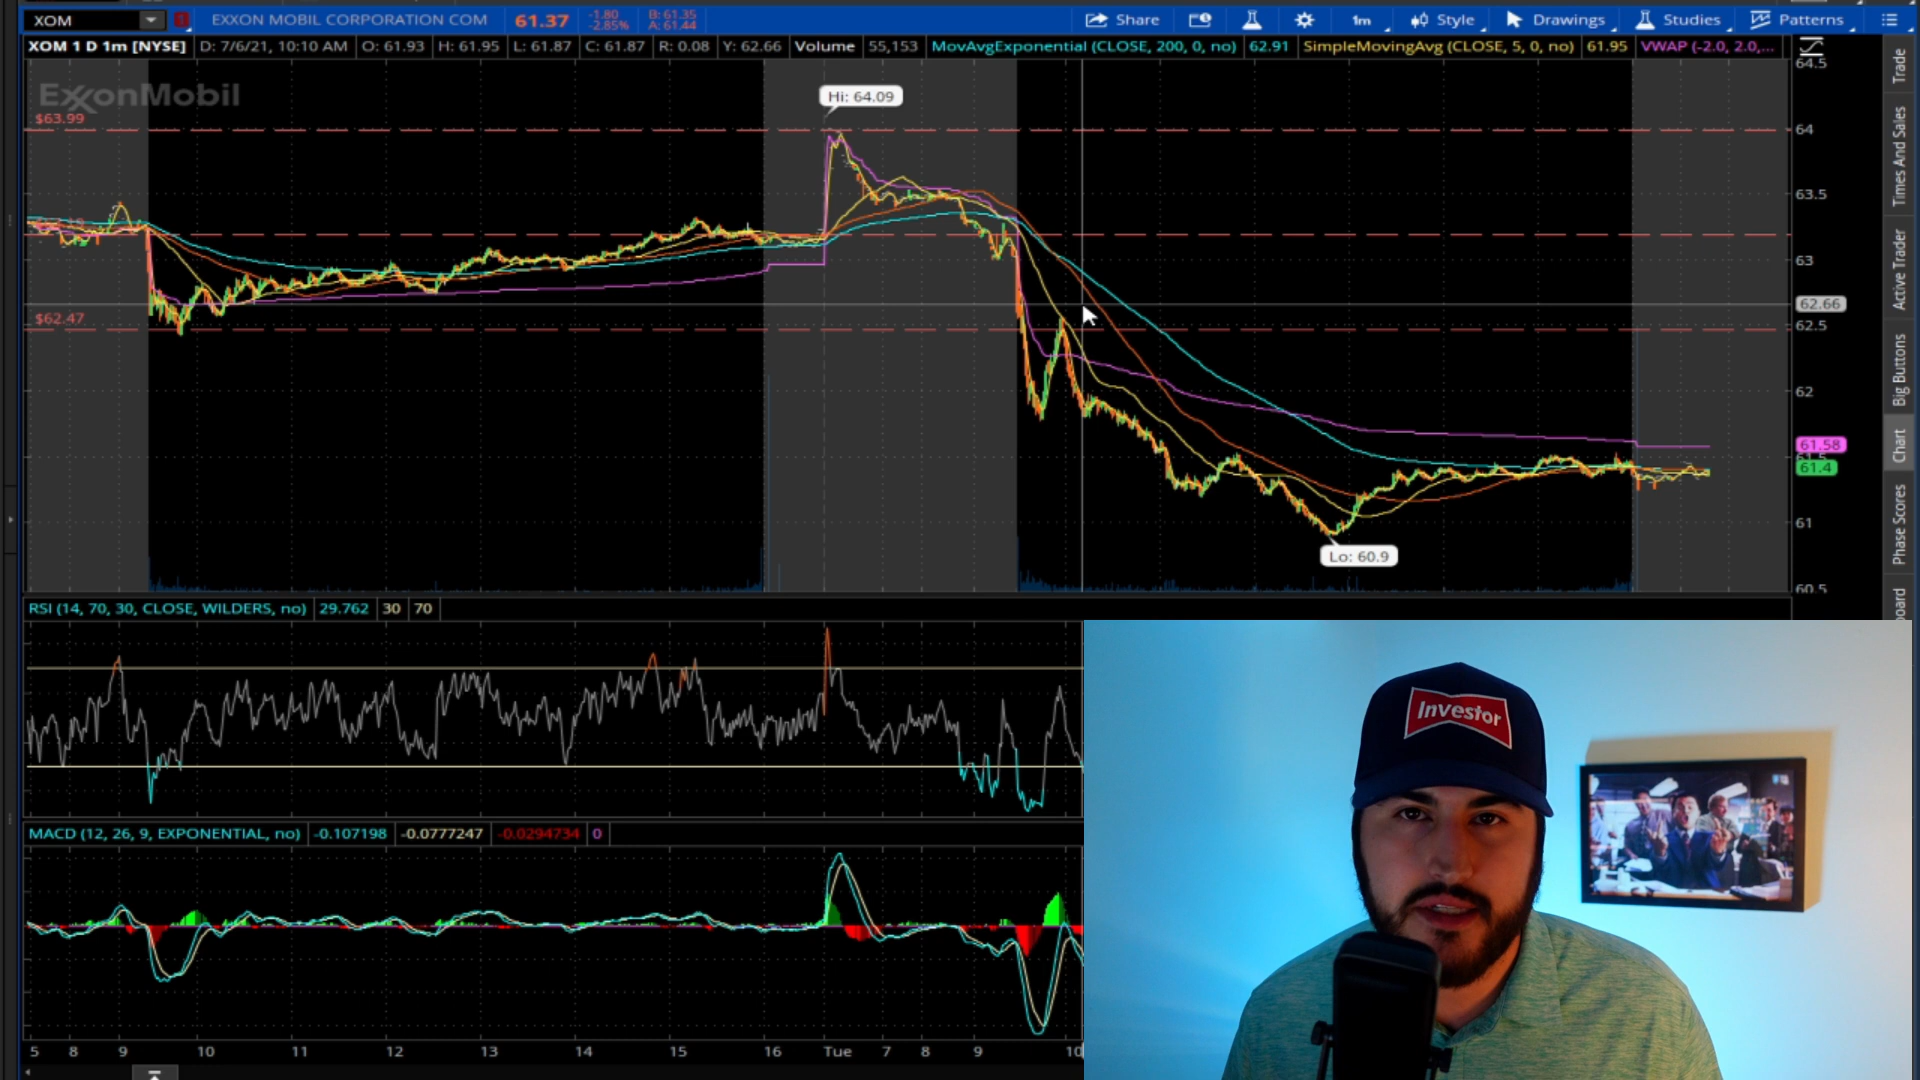 XOM EXXON MOBIL CORPORATION COM 61.37 -1.80 -2.85% B: 61.35 A: 61.44 Share 1m Style Drawings Studies Patterns
XOM 1 D 1m [NYSE] D: 7/6/21, 10:10 AM O: 61.93 H: 61.95 L: 61.87 C: 61.87 R: 0.08 Y: 62.66 Volume 55,153 MovAvgExponential (CLOSE, 200, 0, no) 62.91 SimpleMovingAvg (CLOSE, 5, 0, no) 61.95 VWAP (-2.0, 2.0,...
ExxonMobil
$63.99
$62.47
Hi: 64.09
Lo: 60.9
64.5
64
63.5
63
62.66
62.5
62
61.58
61.5
61.4
61
60.5
Trade
Times And Sales
Active Trader
Big Buttons
Chart
Phase Scores
RSI (14, 70, 30, CLOSE, WILDERS, no) 29.762 30 70
MACD (12, 26, 9, EXPONENTIAL, no) -0.107198 -0.0777247 -0.0294734 0
5 8 9 10 11 12 13 14 15 16 Tue 7 8 9 10
Investor